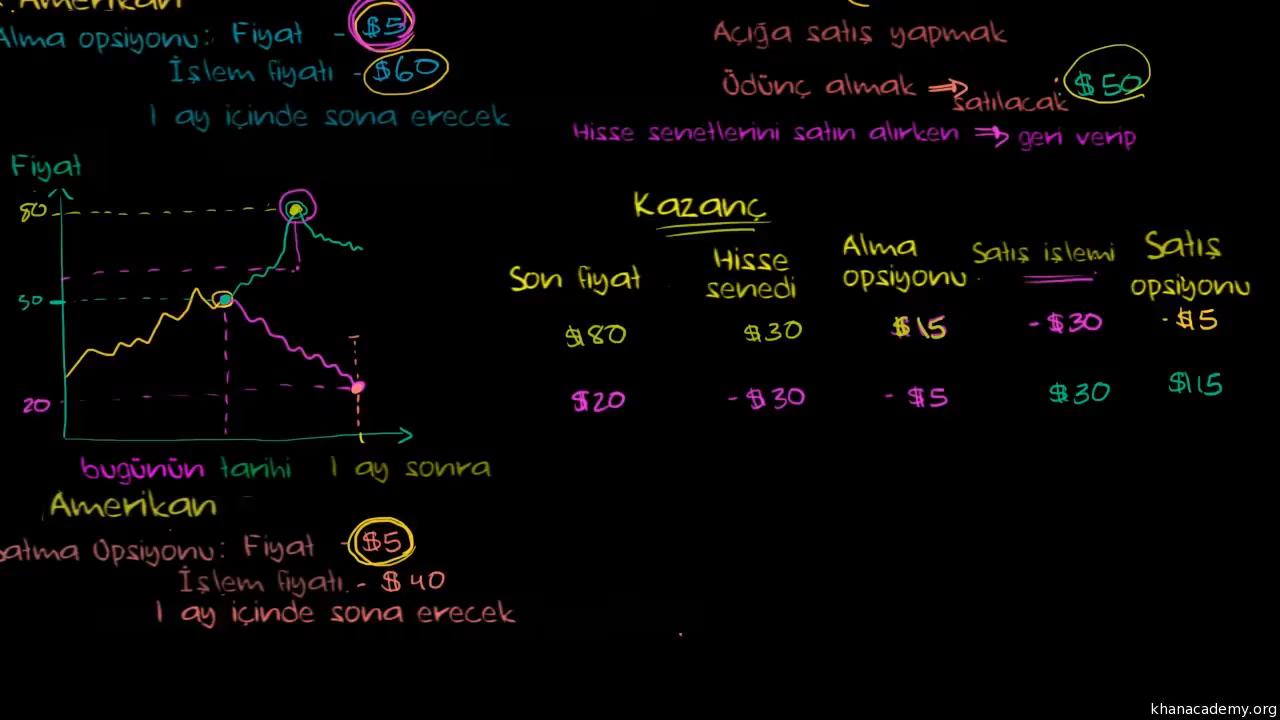 Amerikan
Alma opsiyonu: Fiyat - $5
İşlem fiyatı - $60
1 ay içinde sona erecek
Açığa satış yapmak
Ödünç almak ⇒ satılacak $50
Hisse senetlerini satın alırken ⇒ geri verip
Fiyat
80
50
20
bugünün tarihi 1 ay sonra
Kazanç
Son fiyat Hisse senedi Alma opsiyonu Satış işlemi Satış opsiyonu
$80 $30 $15 -$30 -$5
$20 -$30 -$5 $30 $115
Amerikan
Satma Opsiyonu: Fiyat - $5
İşlem fiyatı - $40
1 ay içinde sona erecek
khanacademy.org